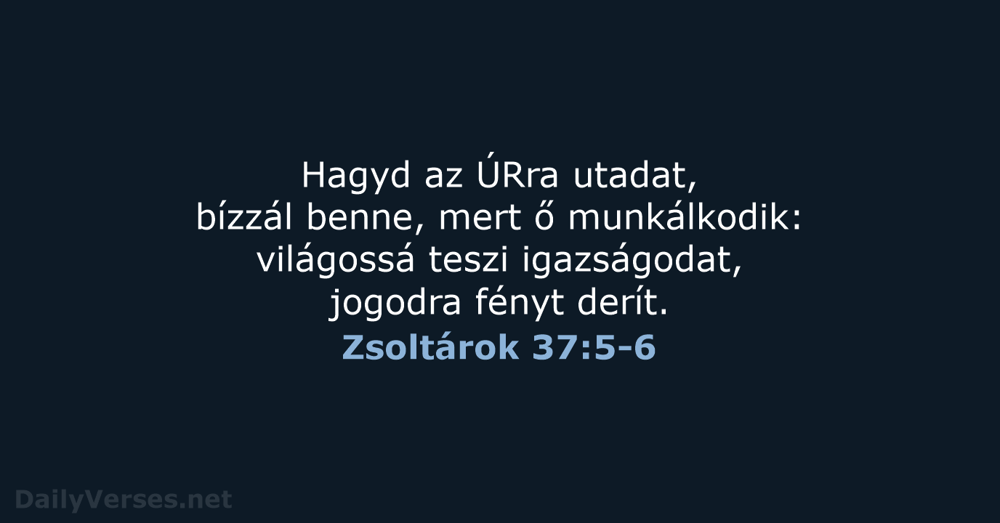 Hagyd az ÚRra utadat,
bízzál benne, mert ő munkálkodik:
világossá teszi igazságodat,
jogodra fényt derít.
Zsoltárok 37:5-6
DailyVerses.net